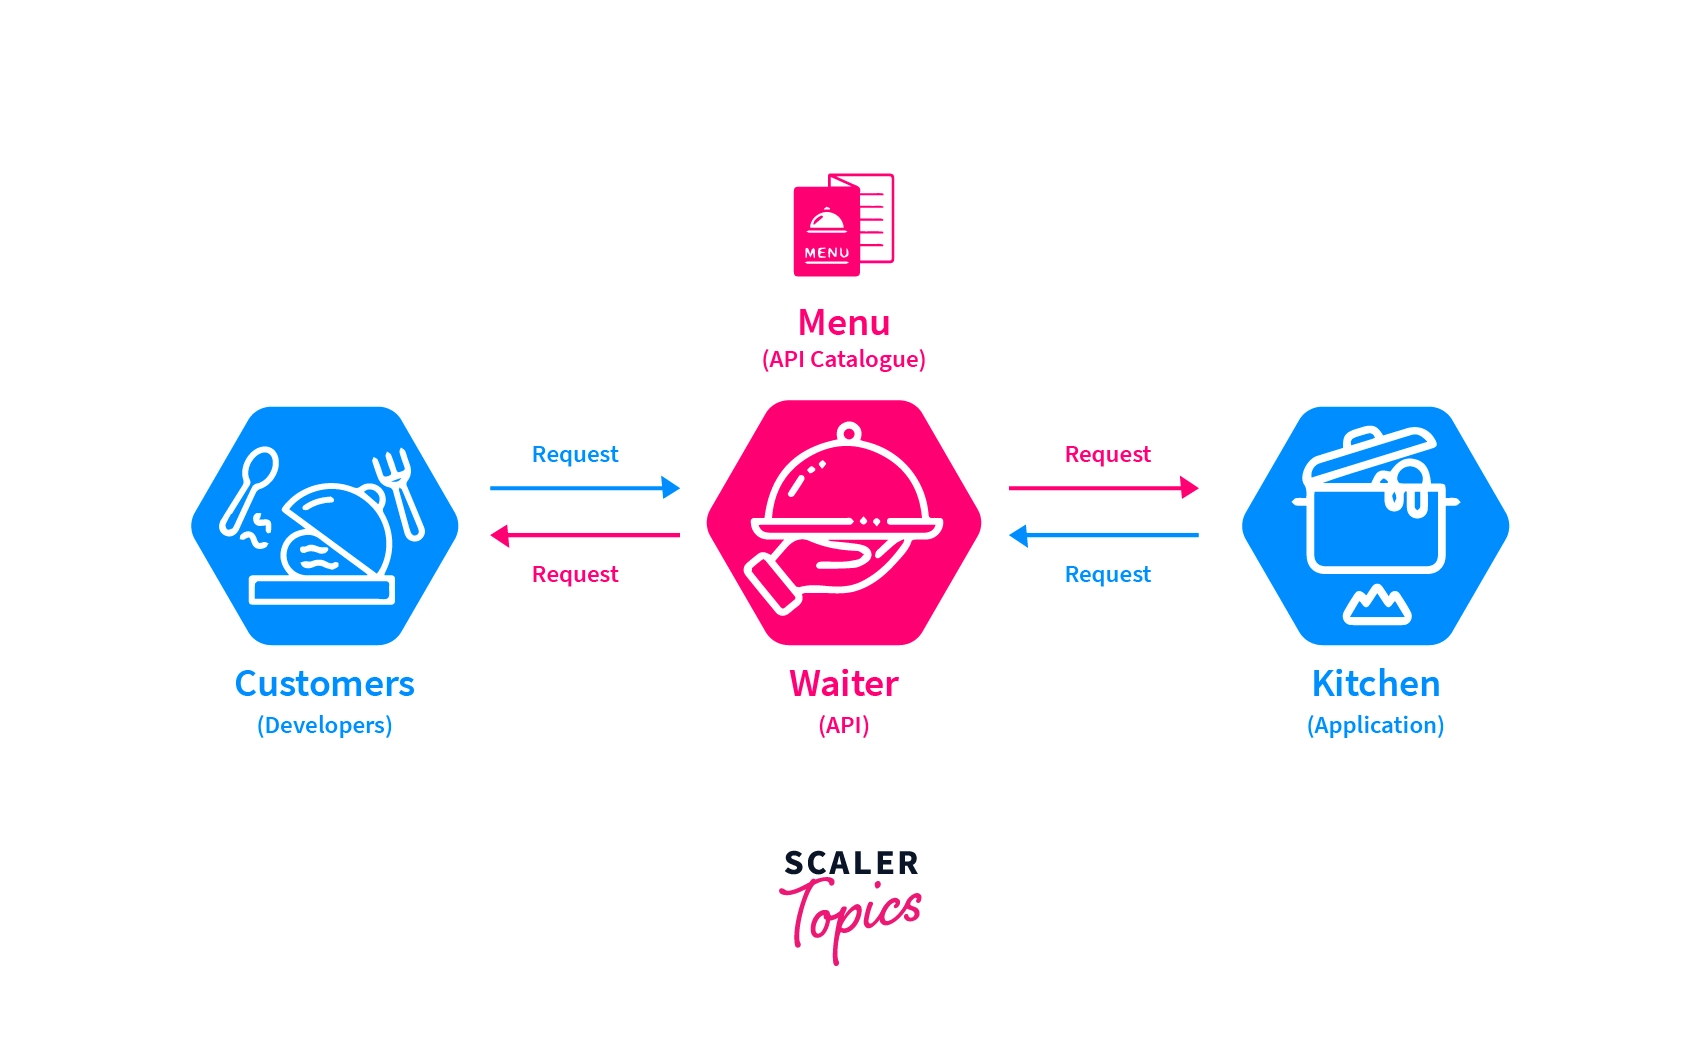 MENU
Menu
(API Catalogue)
Request
Request
Request
Request
Customers
(Developers)
Waiter
(API)
Kitchen
(Application)
SCALER
Topics